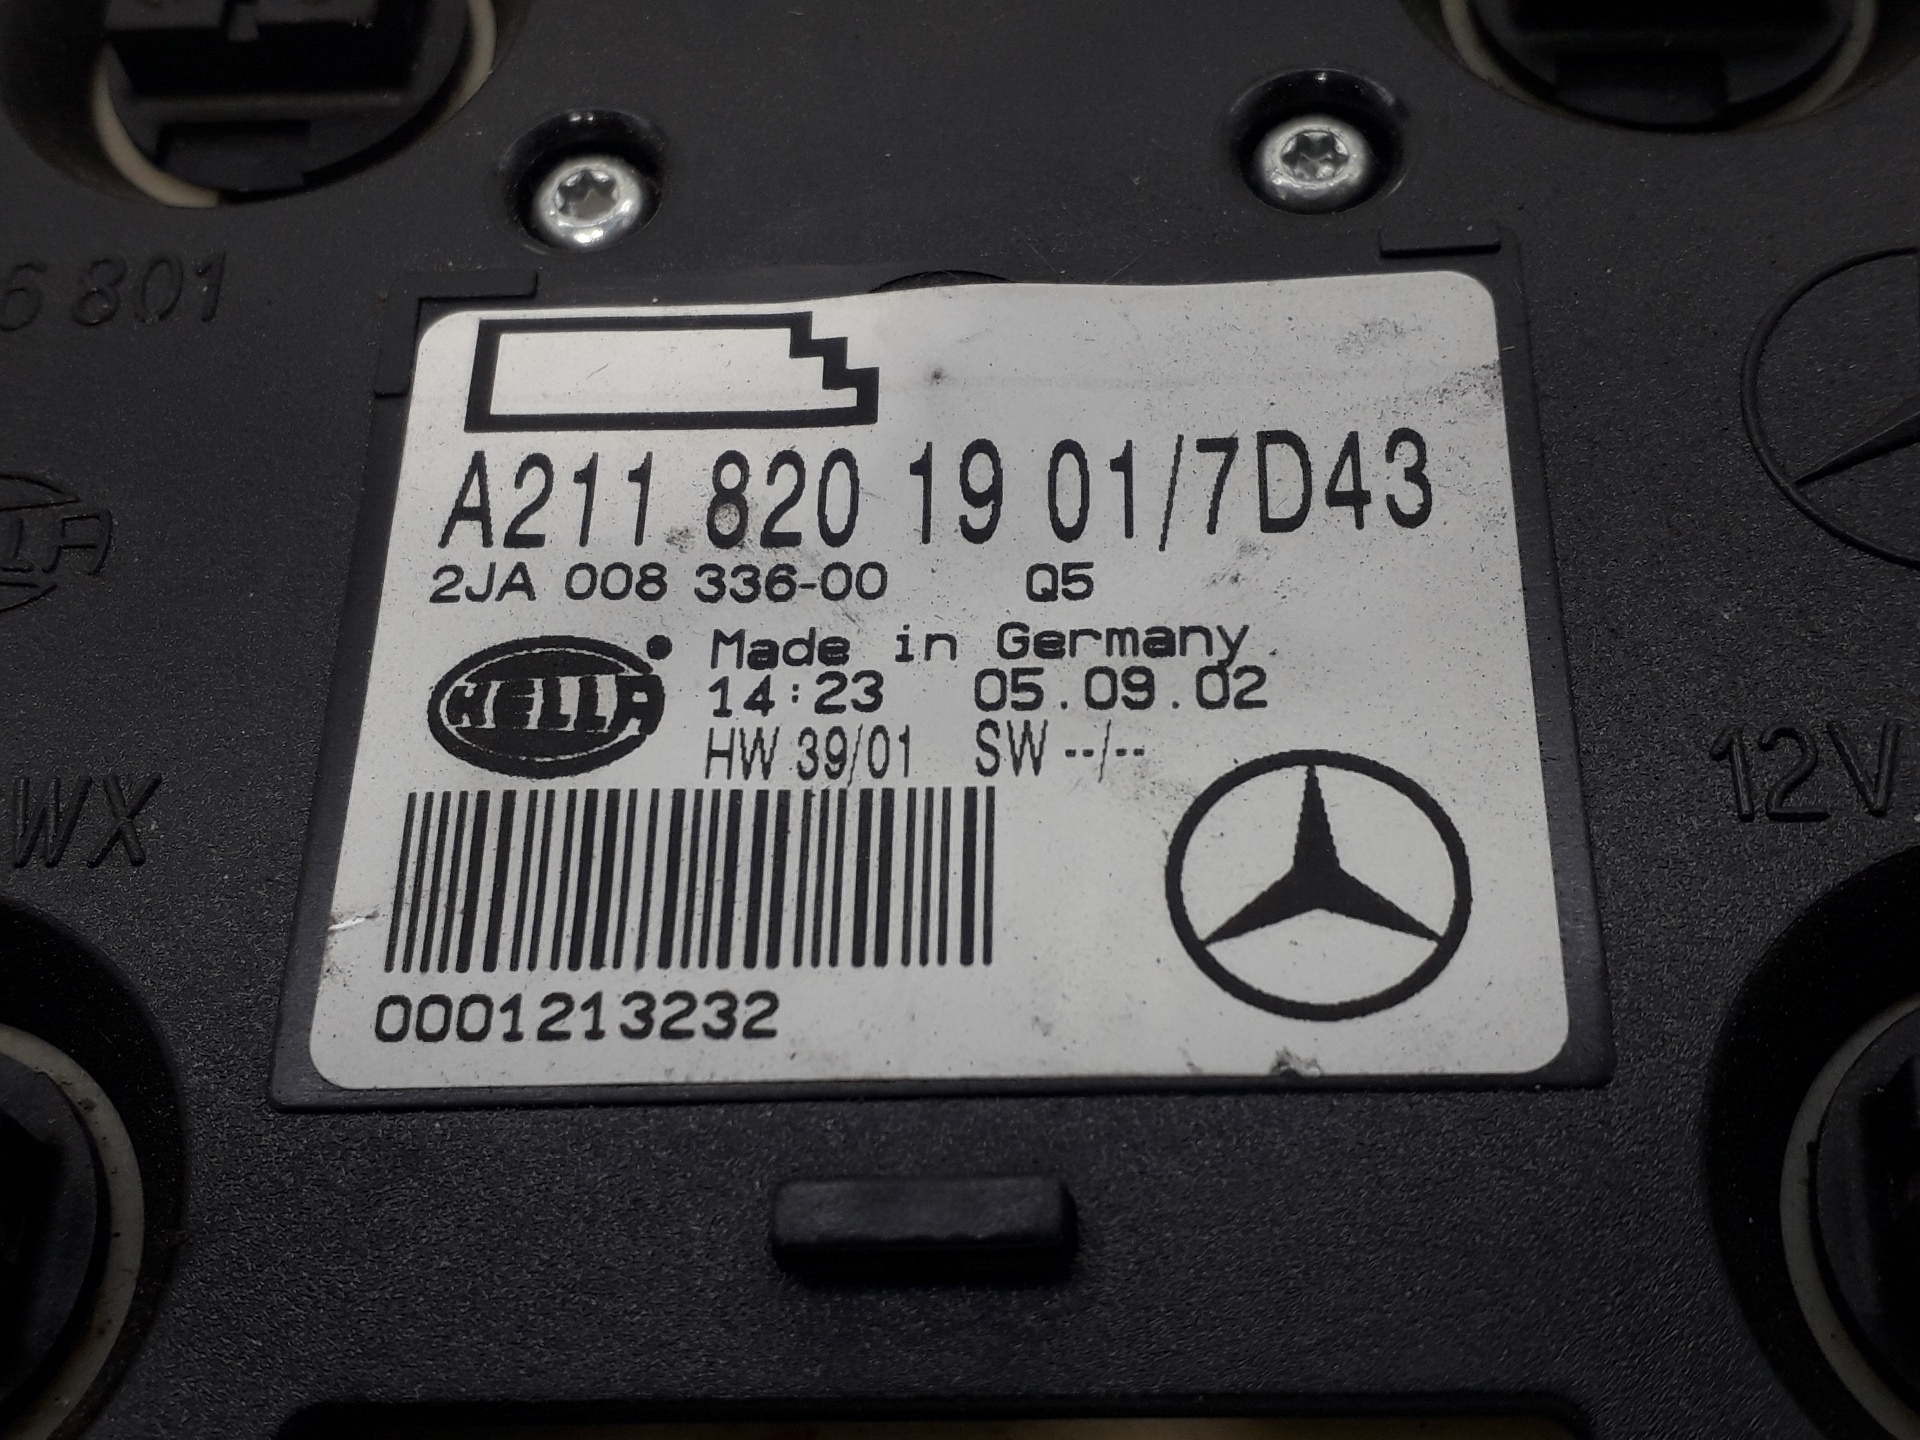 6 801
A211 820 19 01/7D43
2JA 008 336-00 Q5
HELLA
Made in Germany
14:23 05.09.02
HW 39/01 SW --/--
WX
12V
0001213232